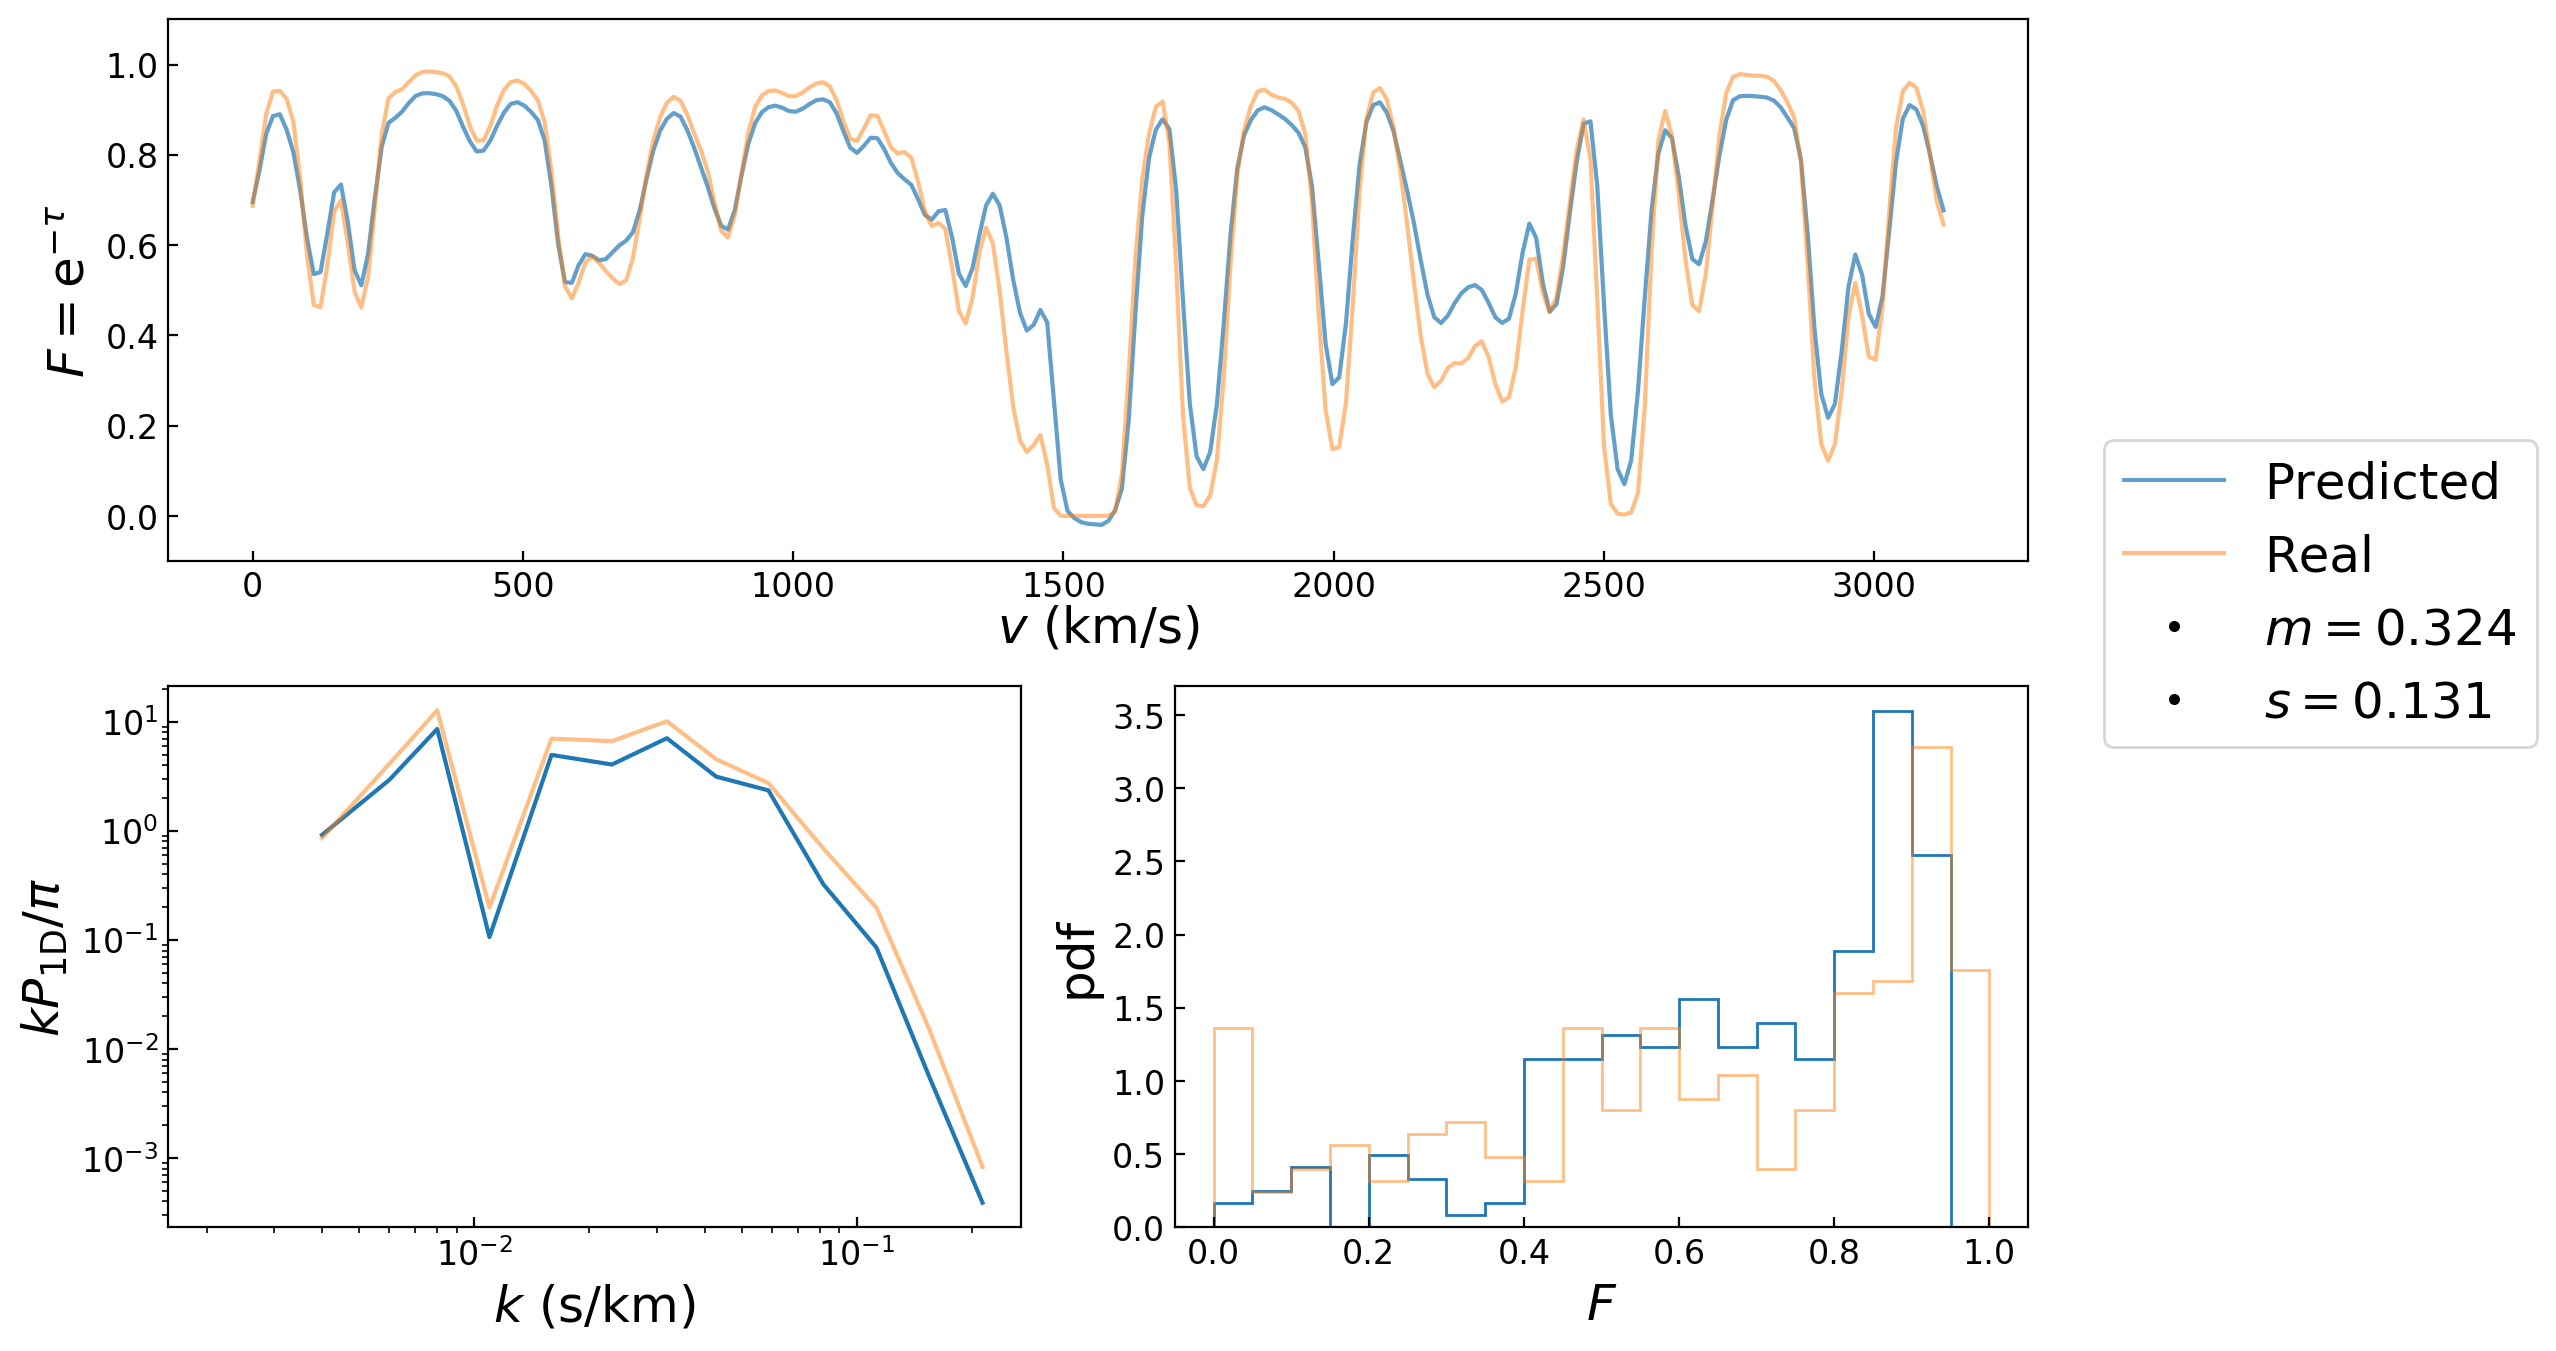 F = e^{−τ}
1.0
0.8
0.6
0.4
0.2
0.0
0 500 1000 1500 2000 2500 3000
v (km/s)
Predicted
Real
m = 0.324
s = 0.131
kP_{1D}/π
10^1
10^0
10^{−1}
10^{−2}
10^{−3}
10^{−2} 10^{−1}
k (s/km)
pdf
3.5
3.0
2.5
2.0
1.5
1.0
0.5
0.0
0.0 0.2 0.4 0.6 0.8 1.0
F